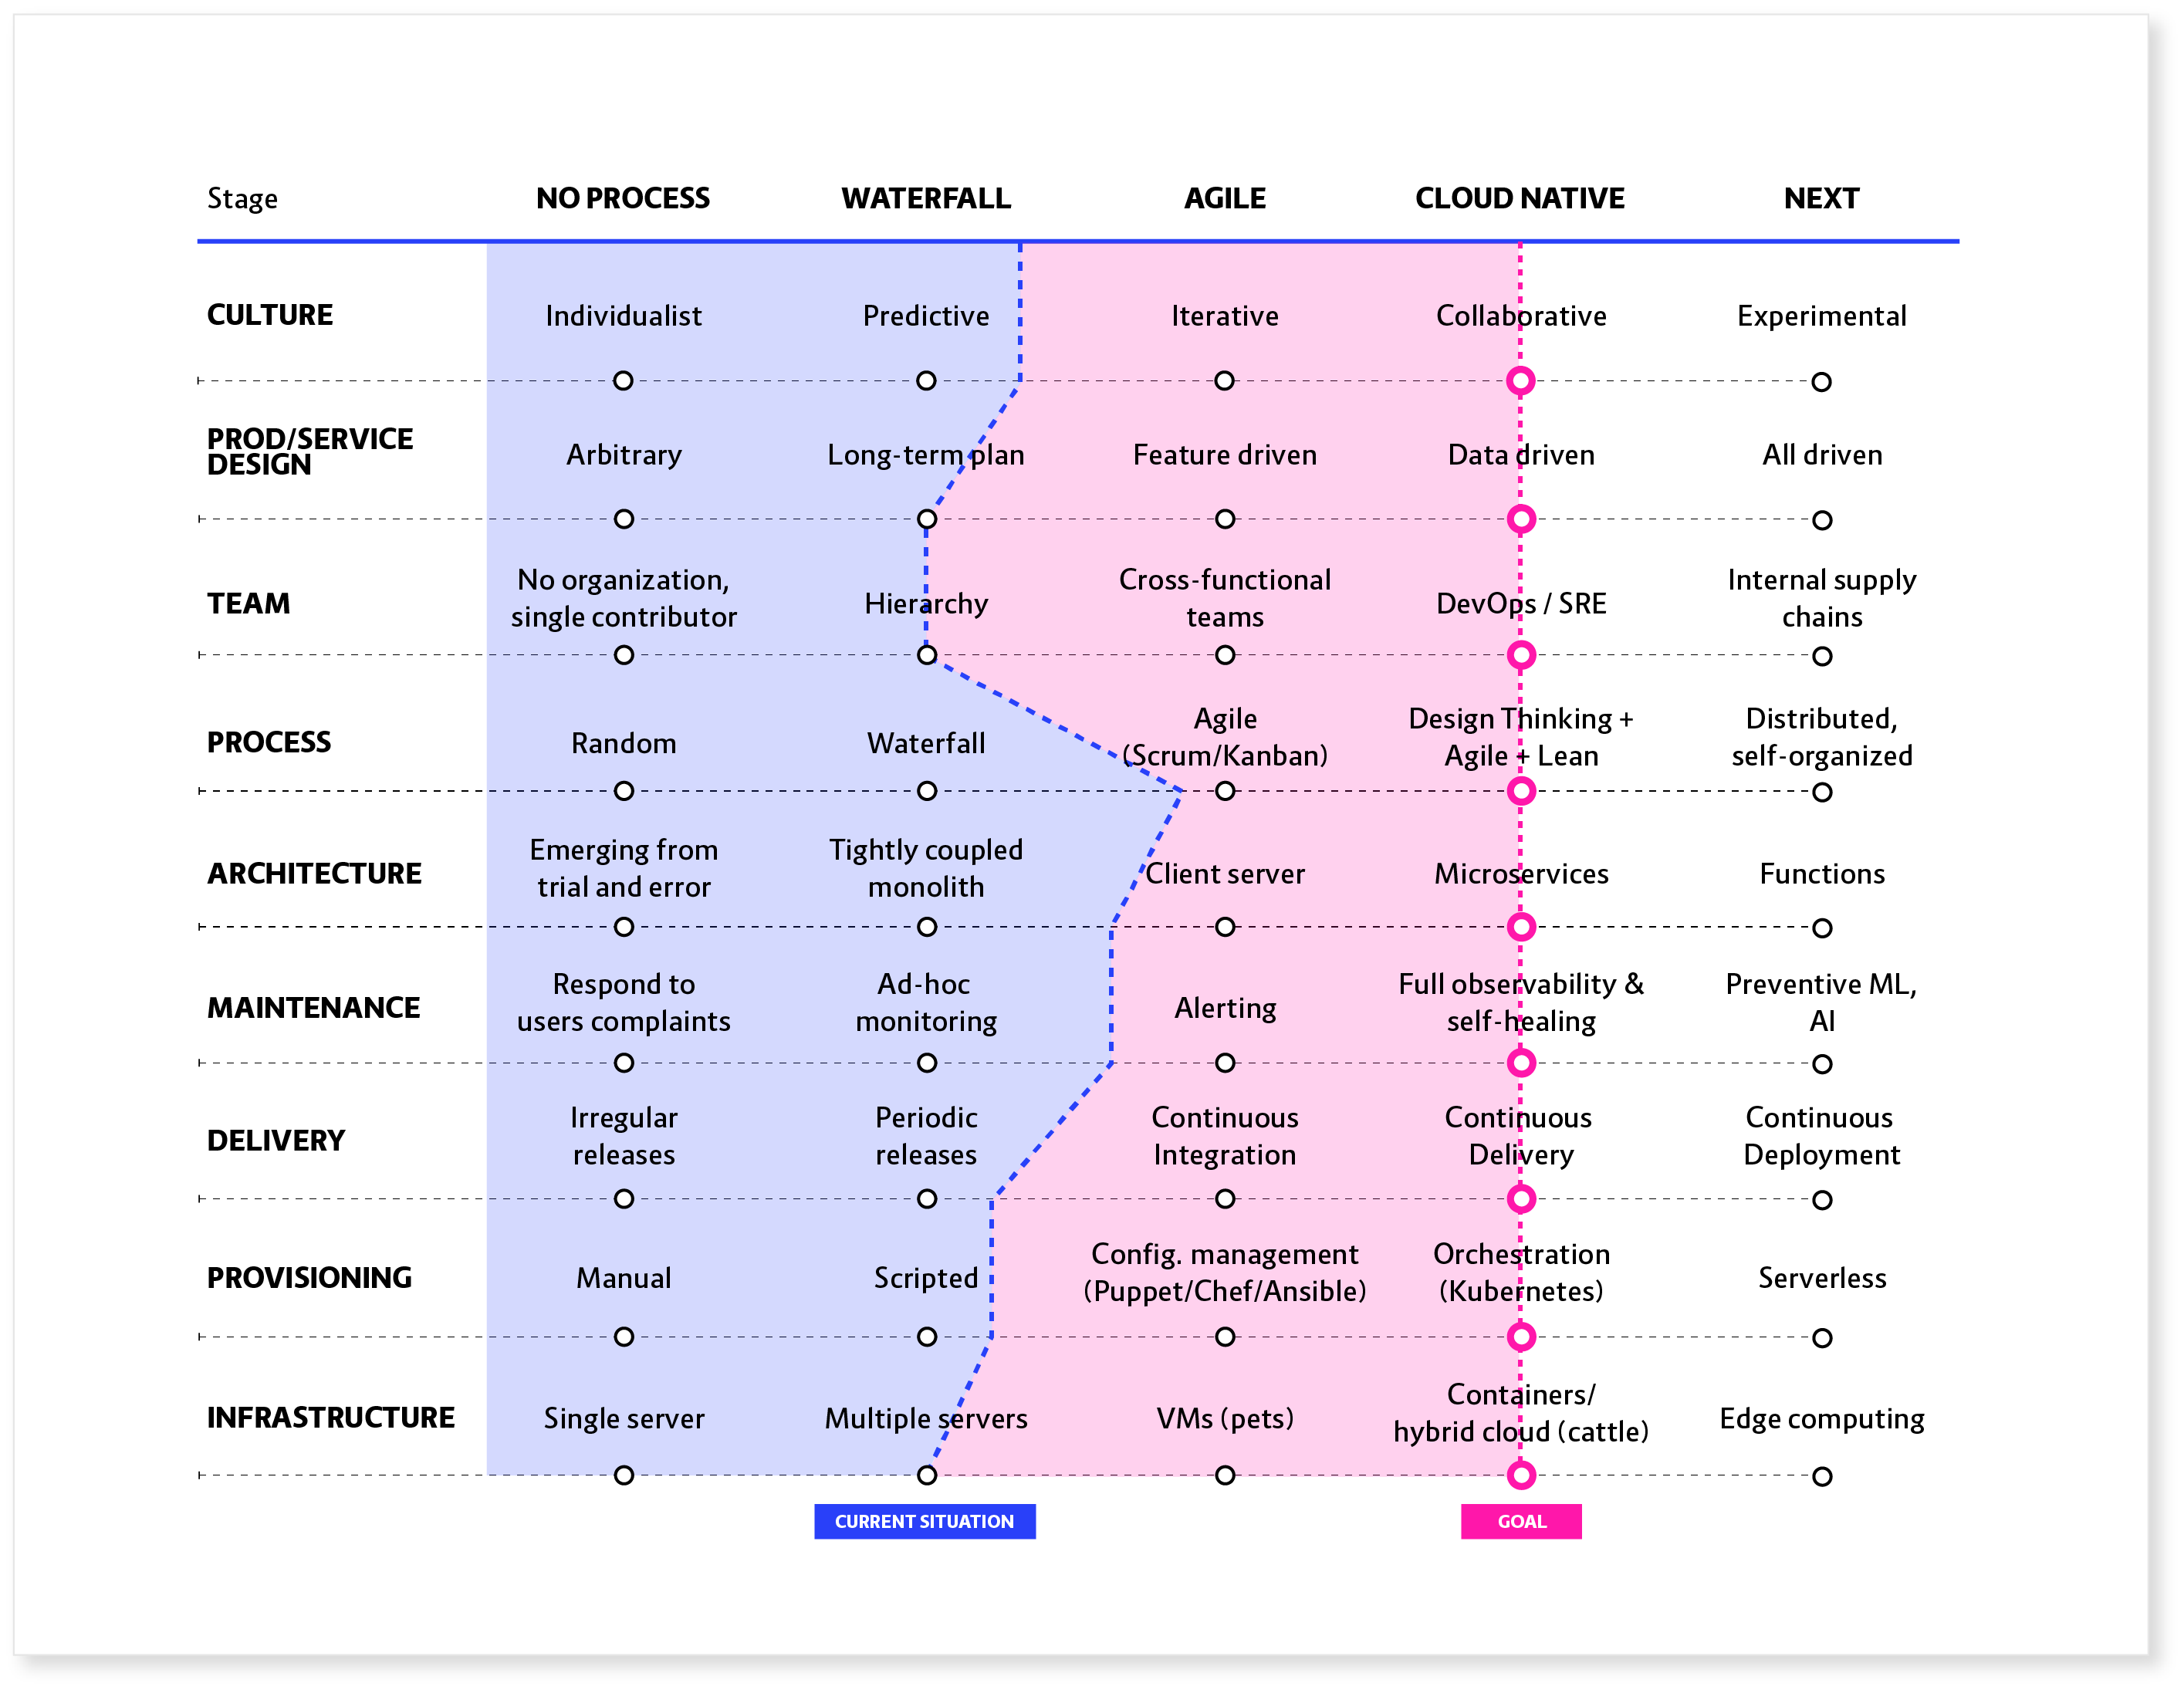 Stage NO PROCESS WATERFALL AGILE CLOUD NATIVE NEXT
CULTURE Individualist Predictive Iterative Collaborative Experimental
PROD/SERVICE
DESIGN
Arbitrary Long-term plan Feature driven Data driven All driven
TEAM
No organization,
single contributor
Hierarchy
Cross-functional
teams
DevOps / SRE
Internal supply
chains
PROCESS
Random
Waterfall
Agile
(Scrum/Kanban)
Design Thinking +
Agile + Lean
Distributed,
self-organized
ARCHITECTURE
Emerging from
trial and error
Tightly coupled
monolith
Client server
Microservices
Functions
MAINTENANCE
Respond to
users complaints
Ad-hoc
monitoring
Alerting
Full observability &
self-healing
Preventive ML,
AI
DELIVERY
Irregular
releases
Periodic
releases
Continuous
Integration
Continuous
Delivery
Continuous
Deployment
PROVISIONING
Manual
Scripted
Config. management
(Puppet/Chef/Ansible)
Orchestration
(Kubernetes)
Serverless
INFRASTRUCTURE
Single server
Multiple servers
VMs (pets)
Containers/
hybrid cloud (cattle)
Edge computing
CURRENT SITUATION
GOAL